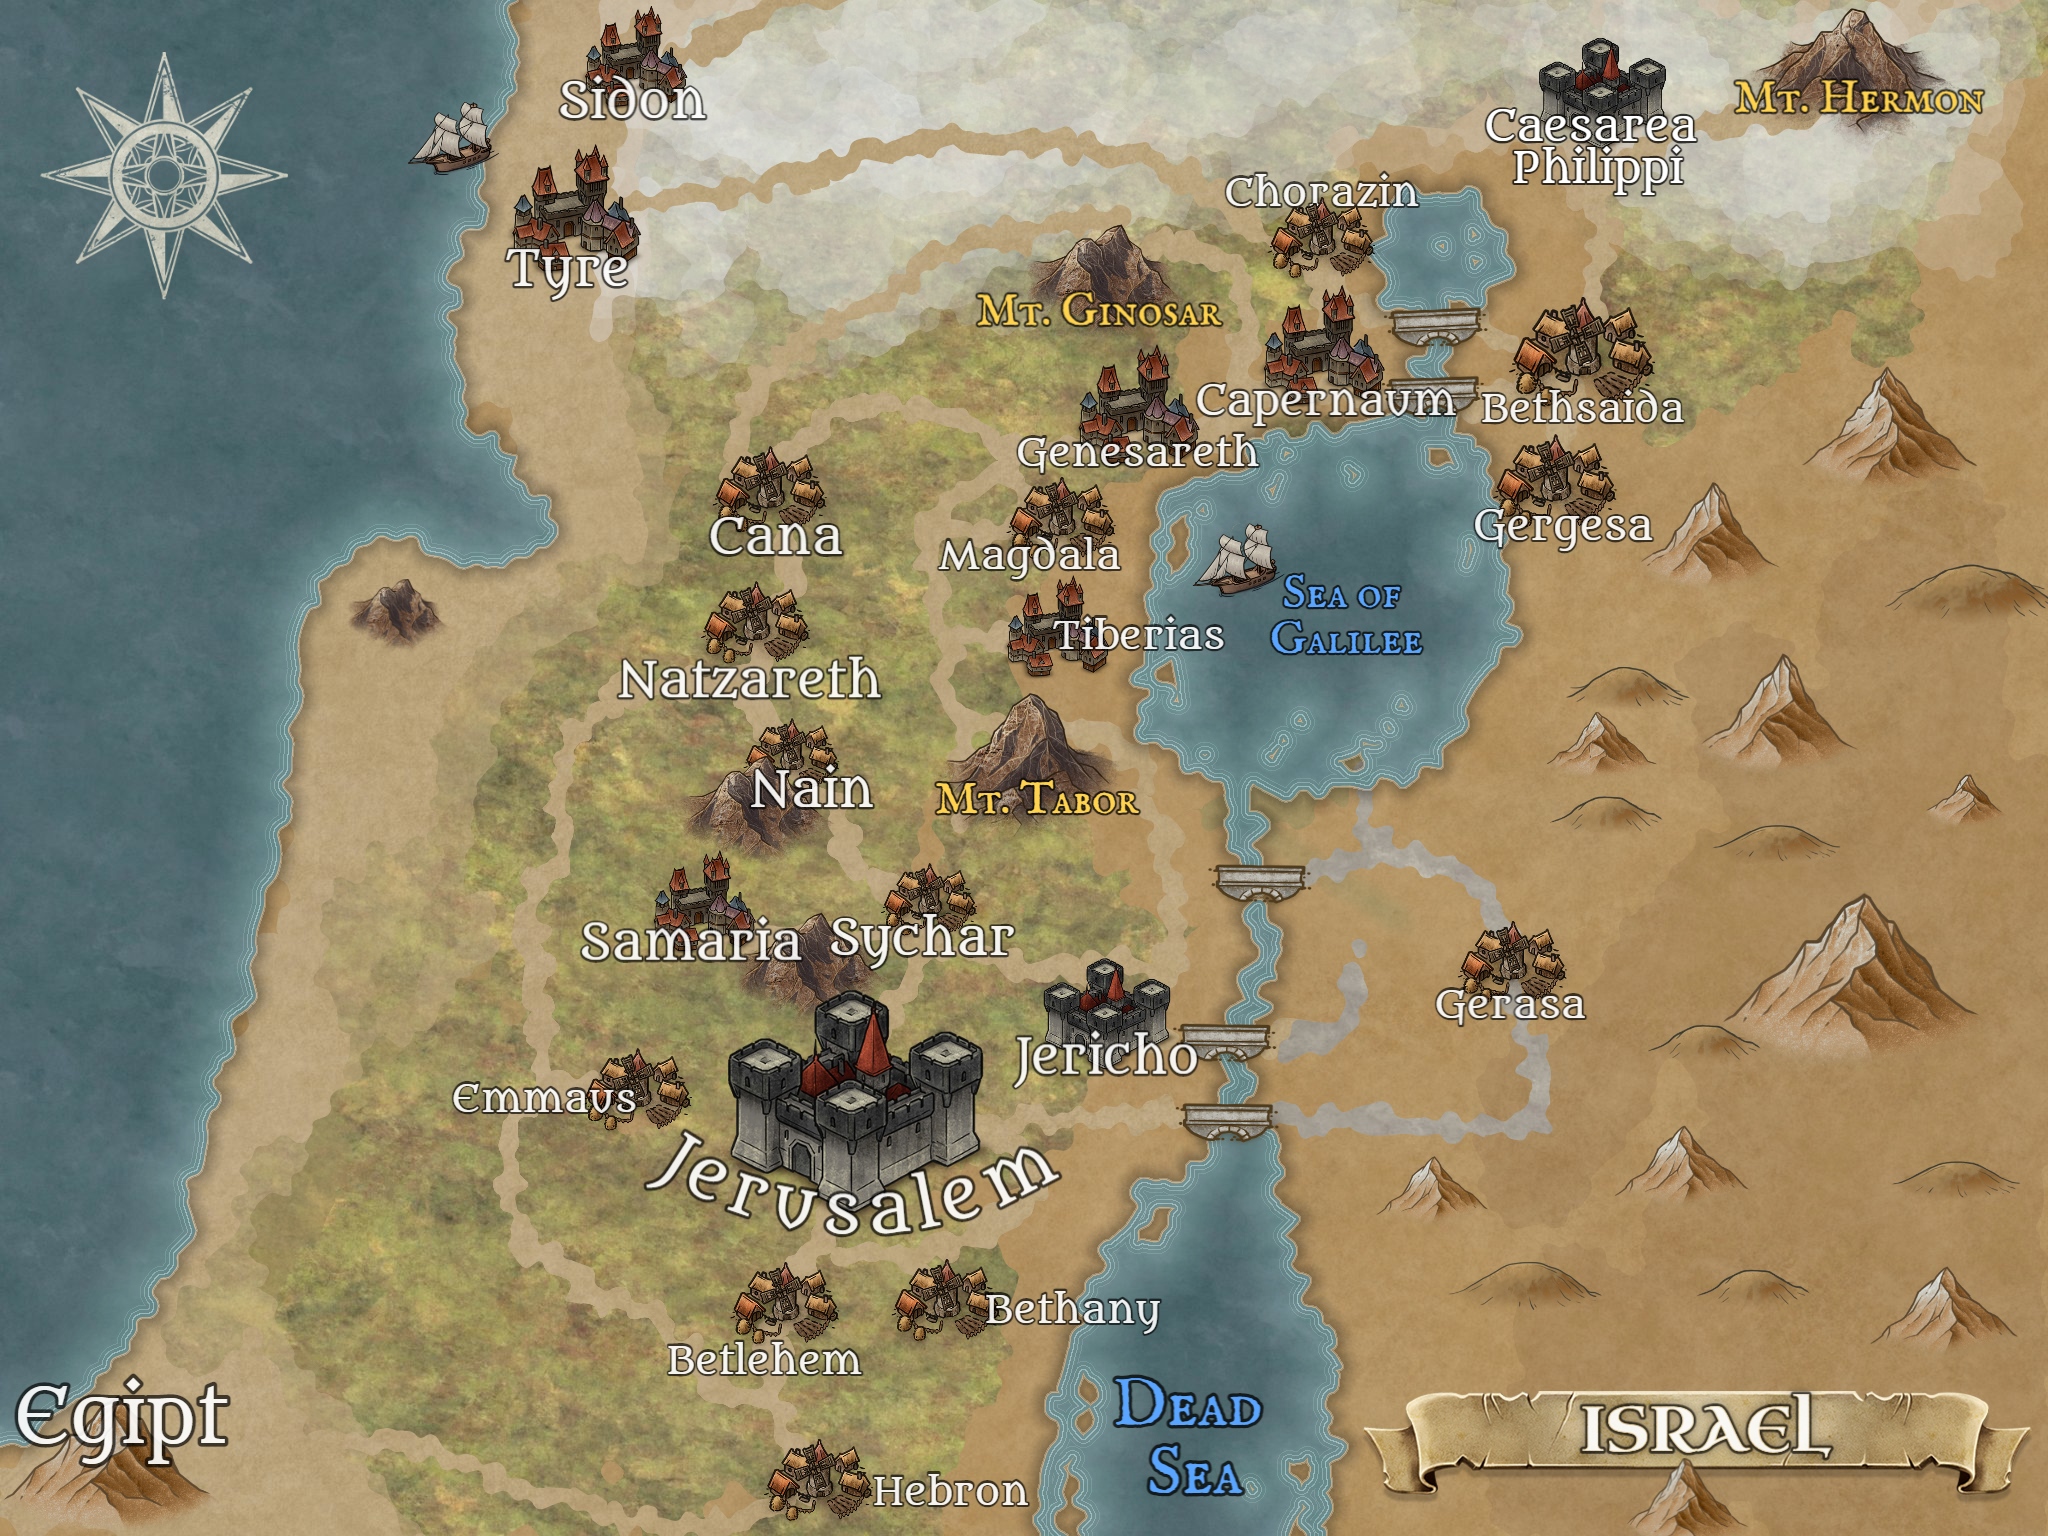 Sidon
Mt. Hermon
Caesarea
Philippi
Chorazin
Tyre
Mt. Ginosar
Capernaum
Bethsaida
Genesareth
Gergesa
Cana
Magdala
Sea of
Galilee
Tiberias
Natzareth
Nain
Mt. Tabor
Samaria
Sychar
Gerasa
Jericho
Emmaus
Jerusalem
Bethany
Betlehem
Dead
Sea
Egipt
ISRAEL
Hebron